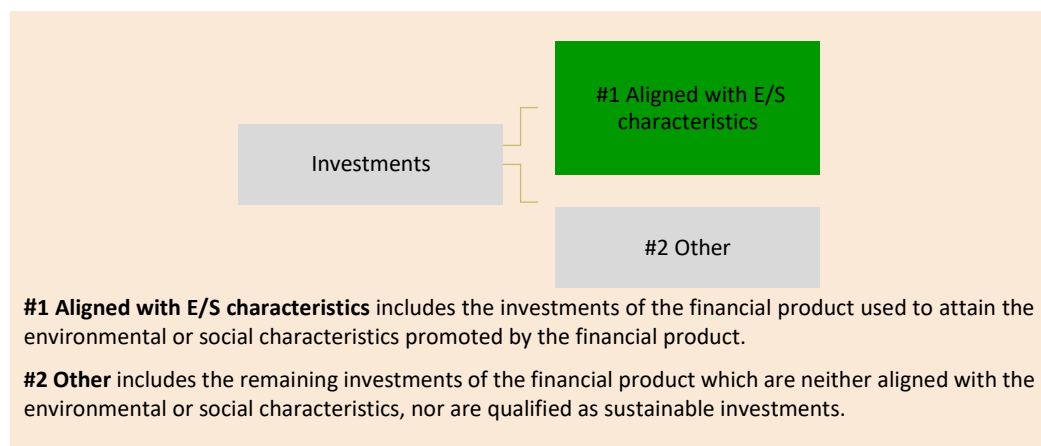 #1 Aligned with E/S
characteristics
Investments
#2 Other
#1 Aligned with E/S characteristics includes the investments of the financial product used to attain the
environmental or social characteristics promoted by the financial product.
#2 Other includes the remaining investments of the financial product which are neither aligned with the
environmental or social characteristics, nor are qualified as sustainable investments.